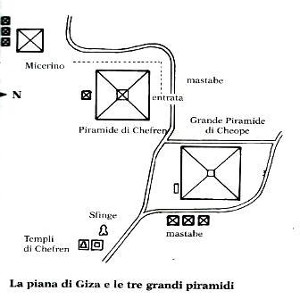 Micerino
N
mastabe
entrata
Piramide di Chefren
Grande Piramide
di Cheope
Sfinge
Templi
di Chefren
mastabe
La piana di Giza e le tre grandi piramidi